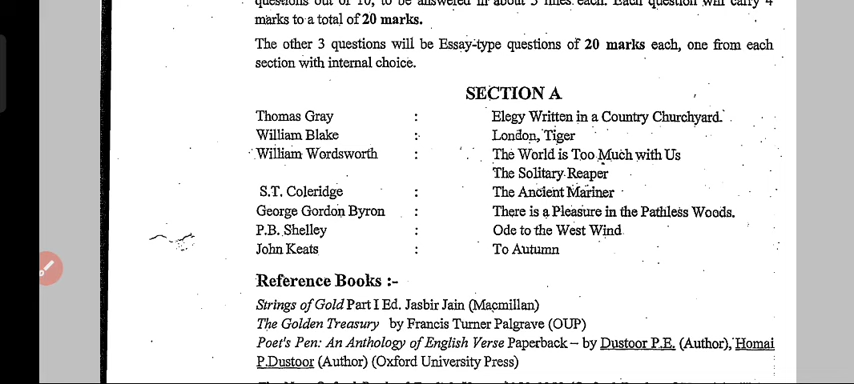 questions out of 10, to be answered in about 5 lines each. Each question will carry 4
marks to a total of 20 marks.
The other 3 questions will be Essay-type questions of 20 marks each, one from each
section with internal choice.
SECTION A
Thomas Gray : Elegy Written in a Country Churchyard.
William Blake : London, Tiger
William Wordsworth : The World is Too Much with Us
The Solitary Reaper
S.T. Coleridge : The Ancient Mariner
George Gordon Byron : There is a Pleasure in the Pathless Woods.
P.B. Shelley : Ode to the West Wind
John Keats : To Autumn
Reference Books :-
Strings of Gold Part I Ed. Jasbir Jain (Macmillan)
The Golden Treasury by Francis Turner Palgrave (OUP)
Poet's Pen: An Anthology of English Verse Paperback – by Dustoor P.E. (Author), Homai
P.Dustoor (Author) (Oxford University Press)